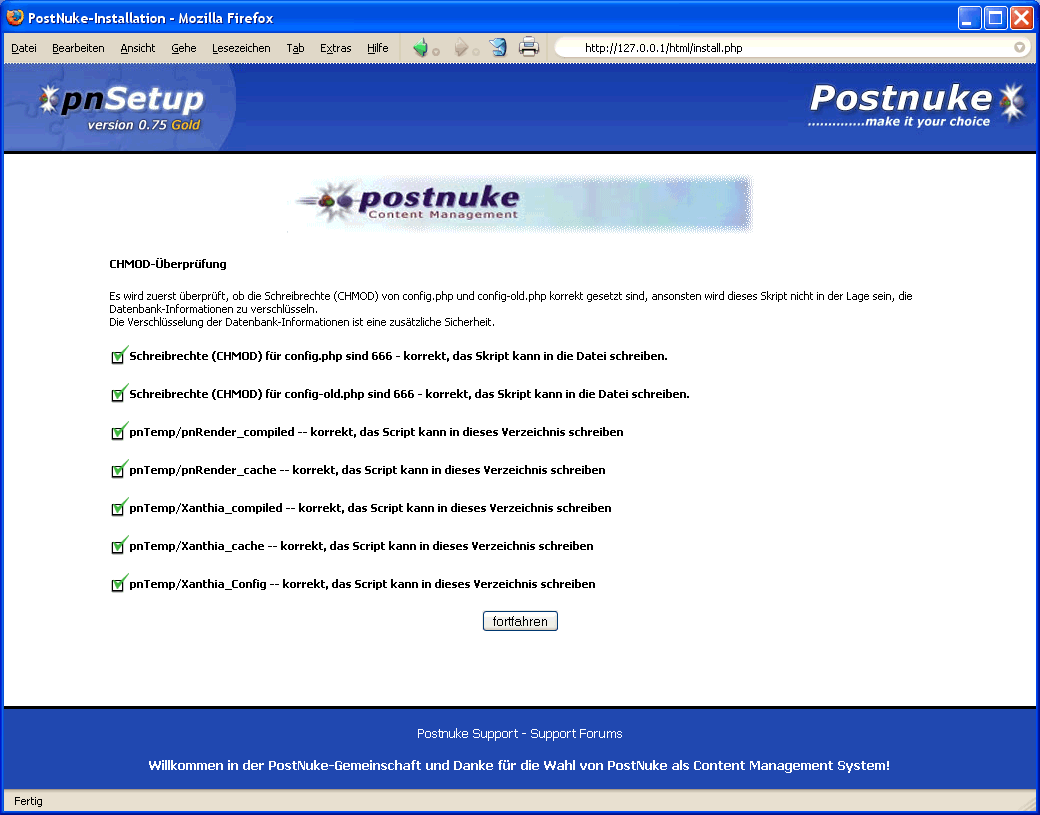 PostNuke-Installation - Mozilla Firefox
Datei Bearbeiten Ansicht Gehe Lesezeichen Tab Extras Hilfe http://127.0.0.1/html/install.php
pnSetup
version 0.75 Gold
Postnuke
..............make it your choice
postnuke
Content Management
CHMOD-Überprüfung
Es wird zuerst überprüft, ob die Schreibrechte (CHMOD) von config.php und config-old.php korrekt gesetzt sind, ansonsten wird dieses Skript nicht in der Lage sein, die
Datenbank-Informationen zu verschlüsseln.
Die Verschlüsselung der Datenbank-Informationen ist eine zusätzliche Sicherheit.
Schreibrechte (CHMOD) für config.php sind 666 - korrekt, das Skript kann in die Datei schreiben.
Schreibrechte (CHMOD) für config-old.php sind 666 - korrekt, das Skript kann in die Datei schreiben.
pnTemp/pnRender_compiled -- korrekt, das Script kann in dieses Verzeichnis schreiben
pnTemp/pnRender_cache -- korrekt, das Script kann in dieses Verzeichnis schreiben
pnTemp/Xanthia_compiled -- korrekt, das Script kann in dieses Verzeichnis schreiben
pnTemp/Xanthia_cache -- korrekt, das Script kann in dieses Verzeichnis schreiben
pnTemp/Xanthia_Config -- korrekt, das Script kann in dieses Verzeichnis schreiben
fortfahren
Postnuke Support - Support Forums
Willkommen in der PostNuke-Gemeinschaft und Danke für die Wahl von PostNuke als Content Management System!
Fertig